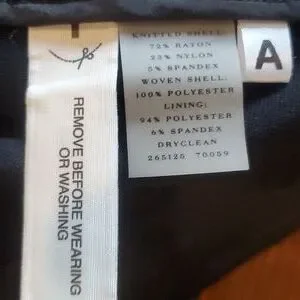 KNITTED SHELL:
72% RAYON
23% NYLON
5% SPANDEX
WOVEN SHELL:
100% POLYESTER
LINING:
94% POLYESTER
6% SPANDEX
DRYCLEAN
265125 70059
A
REMOVE BEFORE WEARING
OR WASHING